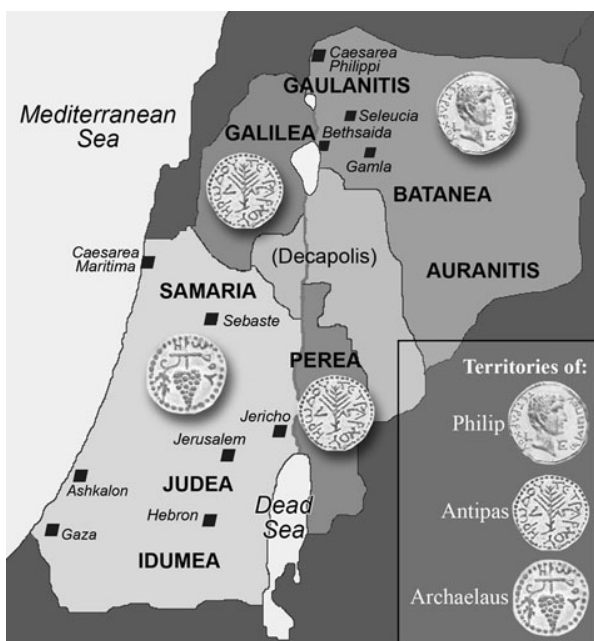 Caesarea
Philippi
GAULANITIS
Mediterranean
Sea
Seleucia
GALILEA
Bethsaida
Gamla
BATANEA
Caesarea
Maritima
(Decapolis)
AURANITIS
SAMARIA
Sebaste
PEREA
Territories of:
Philip
Jericho
Jerusalem
Ashkalon
JUDEA
Dead
Sea
Antipas
Hebron
Gaza
IDUMEA
Archaelaus